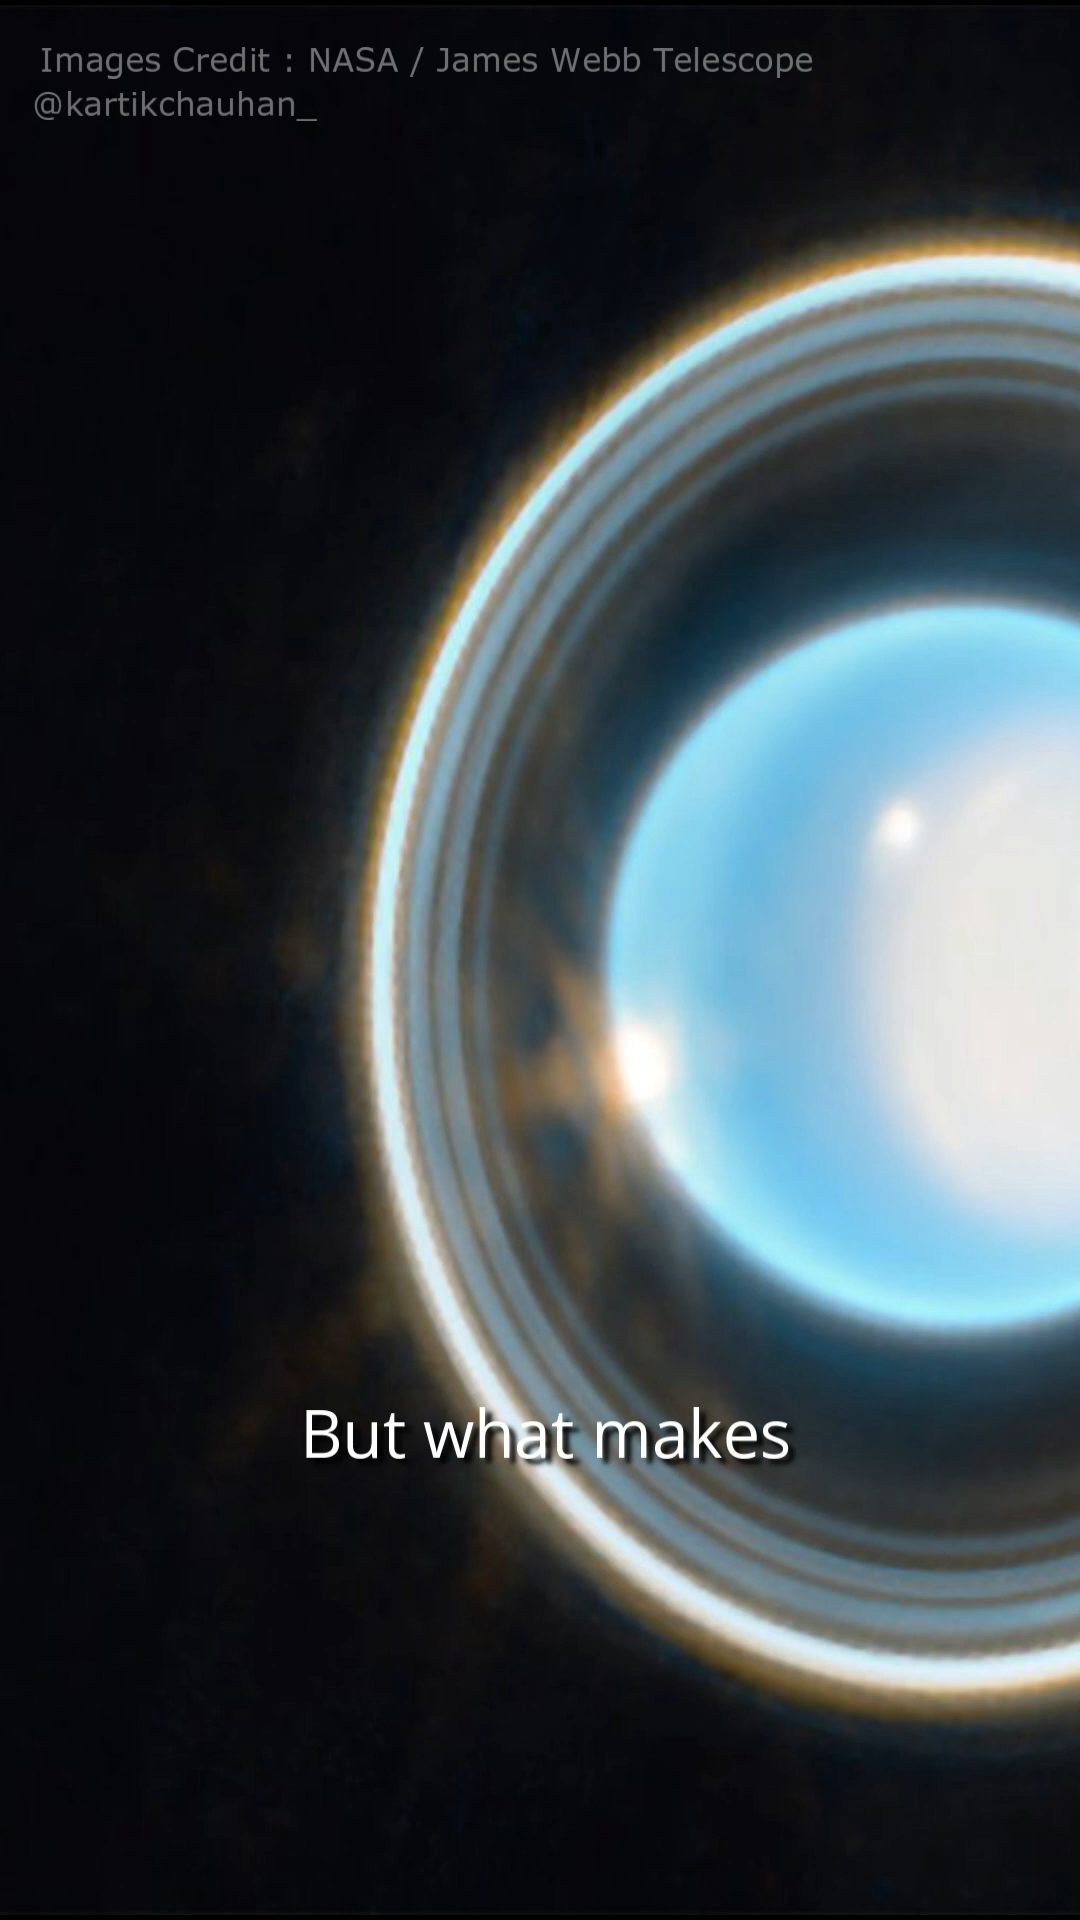 Images Credit : NASA / James Webb Telescope
@kartikchauhan_
But what makes